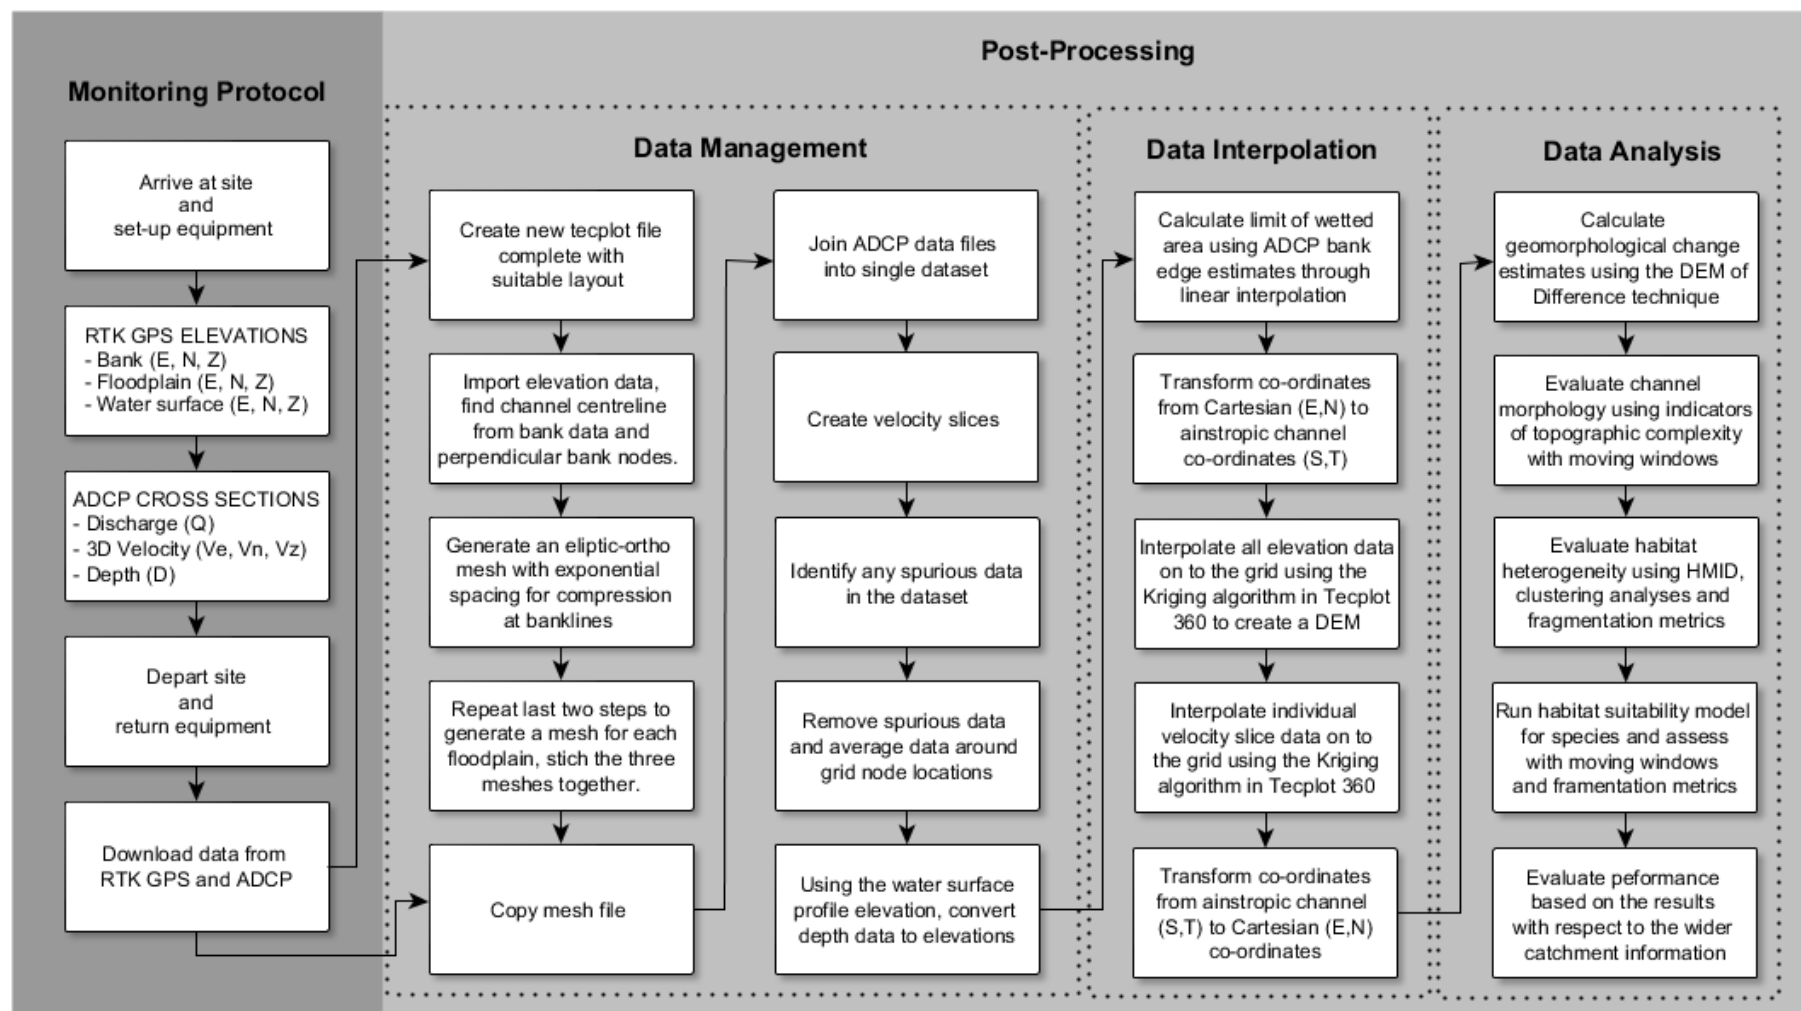 Post-Processing
Monitoring Protocol
Arrive at site
and
set-up equipment
RTK GPS ELEVATIONS
- Bank (E, N, Z)
- Floodplain (E, N, Z)
- Water surface (E, N, Z)
ADCP CROSS SECTIONS
- Discharge (Q)
- 3D Velocity (Ve, Vn, Vz)
- Depth (D)
Depart site
and
return equipment
Download data from
RTK GPS and ADCP
Data Management
Create new tecplot file
complete with
suitable layout
Import elevation data,
find channel centreline
from bank data and
perpendicular bank nodes.
Generate an eliptic-ortho
mesh with exponential
spacing for compression
at banklines
Repeat last two steps to
generate a mesh for each
floodplain, stich the three
meshes together.
Copy mesh file
Join ADCP data files
into single dataset
Create velocity slices
Identify any spurious data
in the dataset
Remove spurious data
and average data around
grid node locations
Using the water surface
profile elevation, convert
depth data to elevations
Data Interpolation
Calculate limit of wetted
area using ADCP bank
edge estimates through
linear interpolation
Transform co-ordinates
from Cartesian (E,N) to
ainstropic channel
co-ordinates (S,T)
Interpolate all elevation data
on to the grid using the
Kriging algorithm in Tecplot
360 to create a DEM
Interpolate individual
velocity slice data on to
the grid using the Kriging
algorithm in Tecplot 360
Transform co-ordinates
from ainstropic channel
(S,T) to Cartesian (E,N)
co-ordinates
Data Analysis
Calculate
geomorphological change
estimates using the DEM of
Difference technique
Evaluate channel
morphology using indicators
of topographic complexity
with moving windows
Evaluate habitat
heterogeneity using HMID,
clustering analyses and
fragmentation metrics
Run habitat suitability model
for species and assess
with moving windows
and framentation metrics
Evaluate peformance
based on the results
with respect to the wider
catchment information